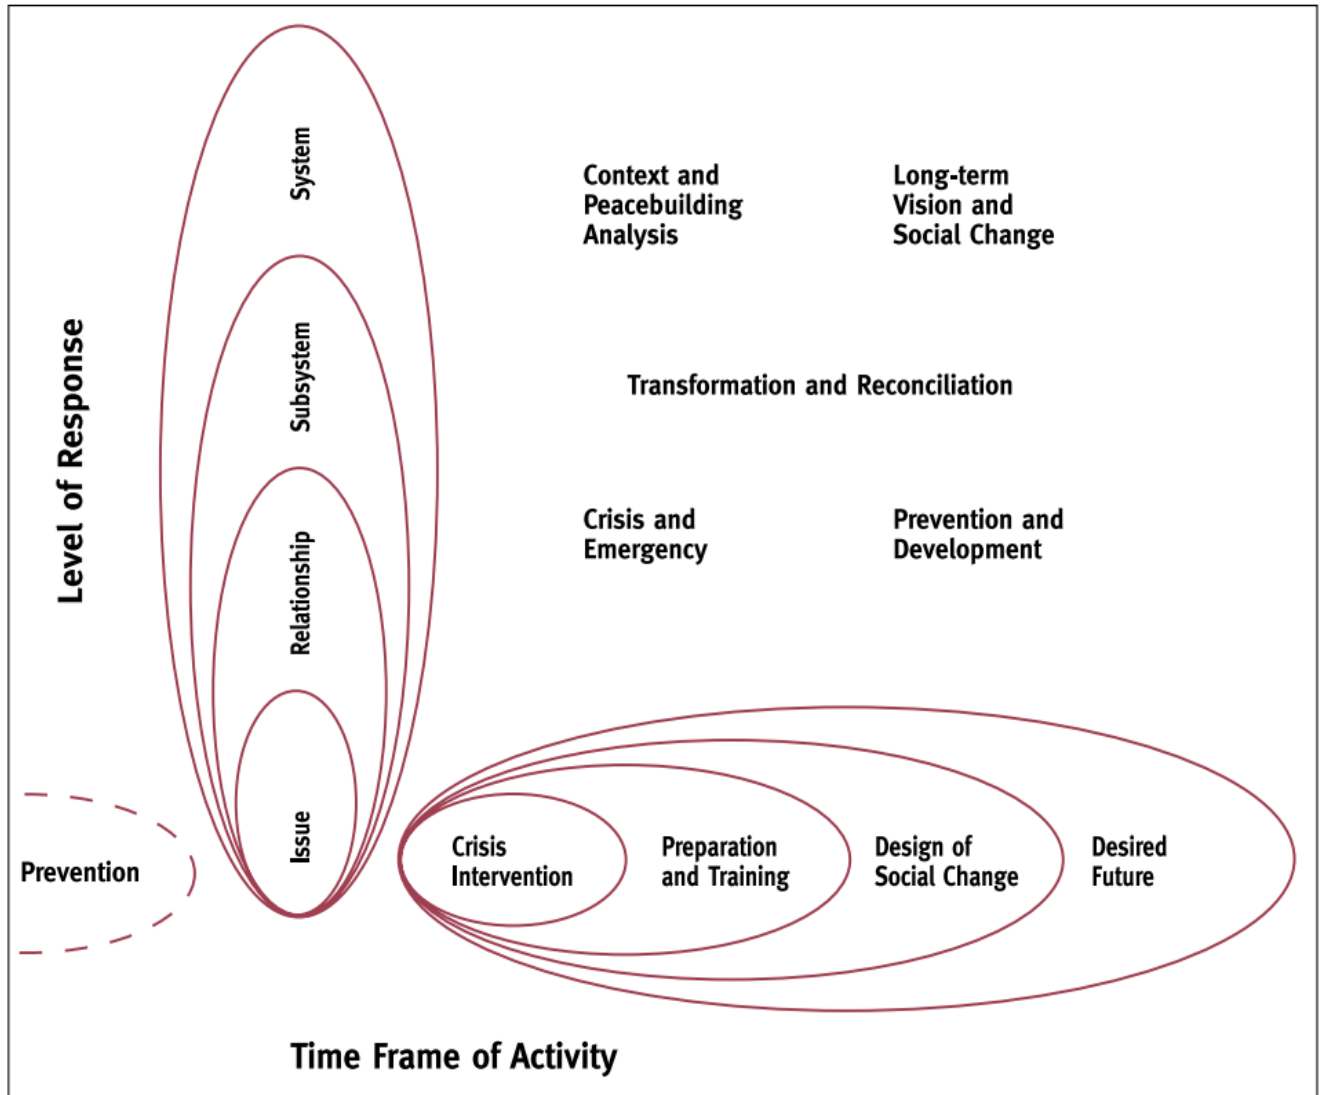 System
Context and
Peacebuilding
Analysis
Long-term
Vision and
Social Change
Level of Response
Subsystem
Transformation and Reconciliation
Relationship
Crisis and
Emergency
Prevention and
Development
Issue
Prevention
Crisis
Intervention
Preparation
and Training
Design of
Social Change
Desired
Future
Time Frame of Activity